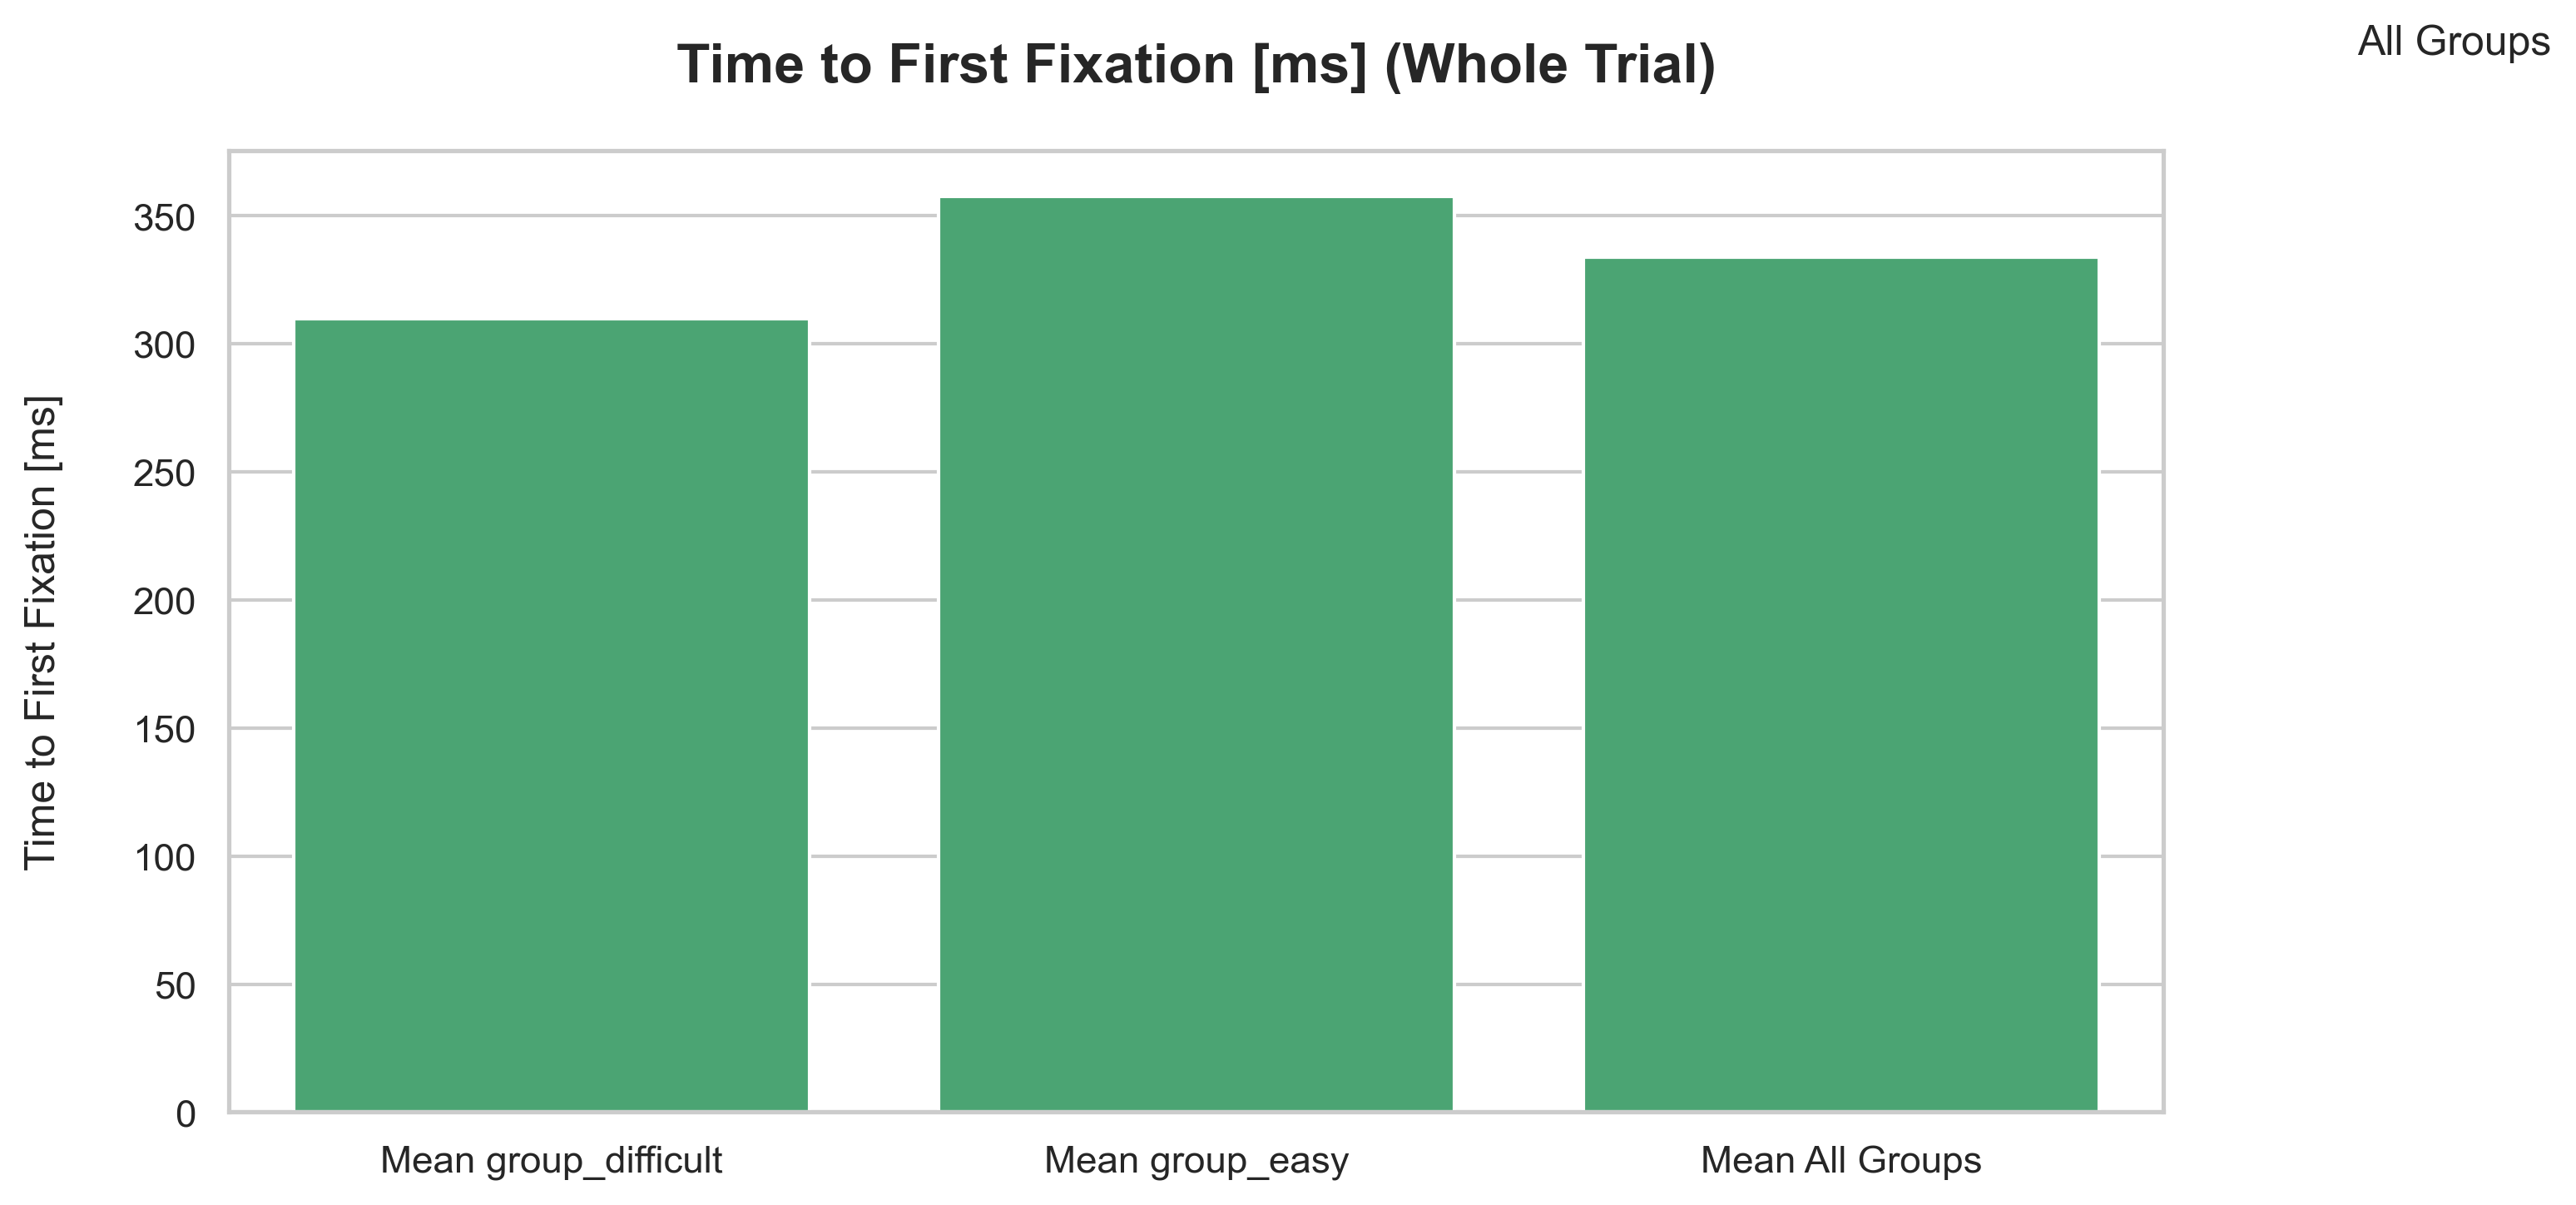 All Groups
Time to First Fixation [ms] (Whole Trial)
Time to First Fixation [ms]
350
300
250
200
150
100
50
0
Mean group_difficult
Mean group_easy
Mean All Groups